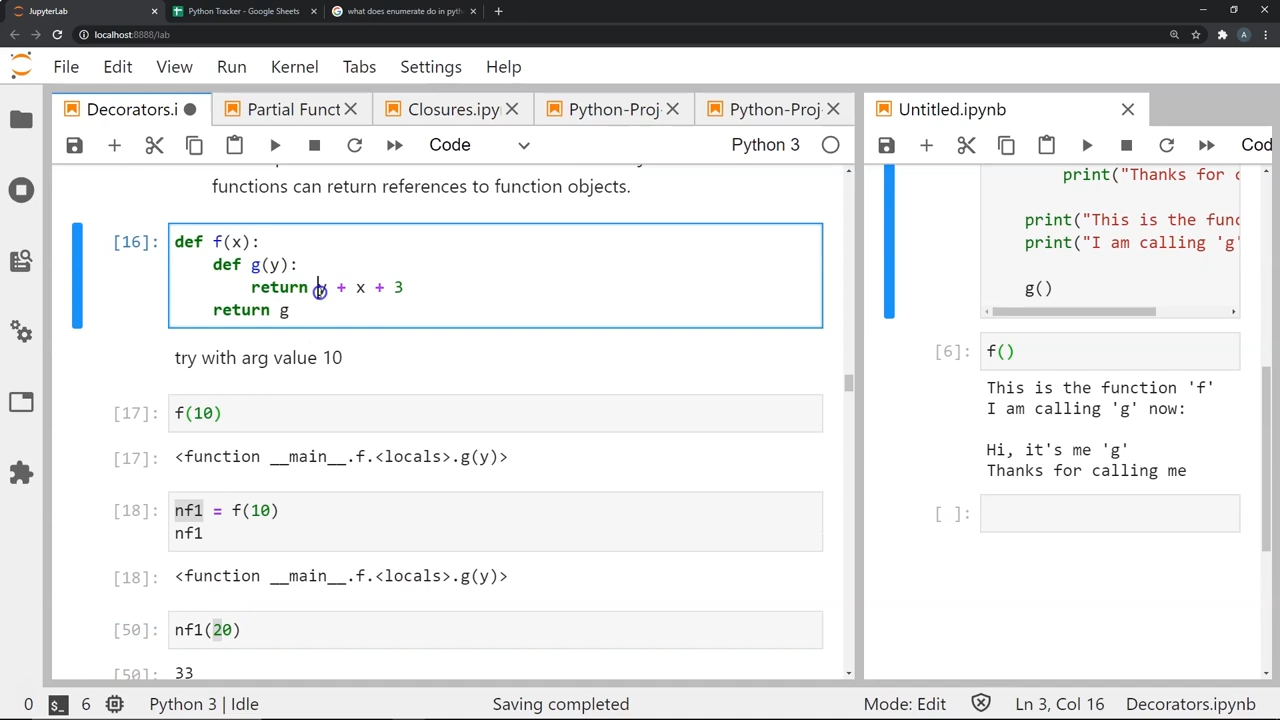 JupyterLab
Python Tracker - Google Sheets
what does enumerate do in pyth
localhost:8888/lab
File Edit View Run Kernel Tabs Settings Help
Decorators.i
Partial Funct
Closures.ipy
Python-Proj
Python-Proj
Untitled.ipynb
Code
Python 3
Cod
functions can return references to function objects.
[16]:
def f(x):
def g(y):
return y + x + 3
return g
try with arg value 10
[17]:
f(10)
[17]:
<function __main__.f.<locals>.g(y)>
[18]:
nf1 = f(10)
nf1
[18]:
<function __main__.f.<locals>.g(y)>
[50]:
nf1(20)
[50]:
33
print("Thanks for c
print("This is the func
print("I am calling 'g'
g()
[6]:
f()
This is the function 'f'
I am calling 'g' now:
Hi, it's me 'g'
Thanks for calling me
[ ]:
0 $_ 6 Python 3 | Idle Saving completed Mode: Edit Ln 3, Col 16 Decorators.ipynb